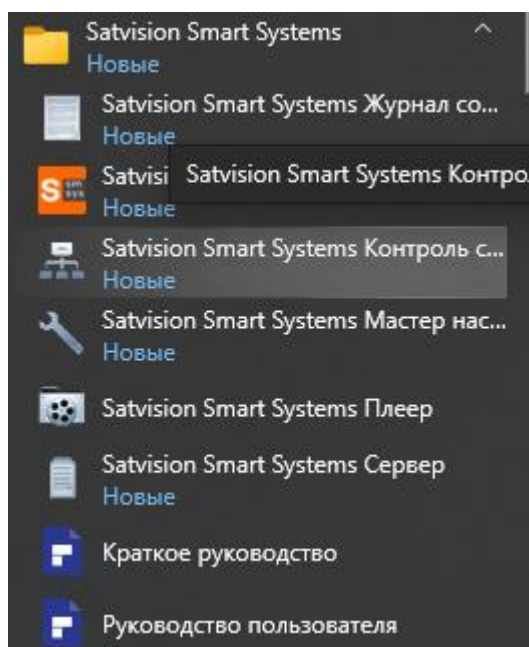 Satvision Smart Systems
Новые
Satvision Smart Systems Журнал со...
Новые
Satvisi
Satvision Smart Systems Контро
S sm sys
Новые
Satvision Smart Systems Контроль с...
Новые
Satvision Smart Systems Мастер нас...
Новые
Satvision Smart Systems Плеер
Satvision Smart Systems Сервер
Новые
Краткое руководство
Руководство пользователя